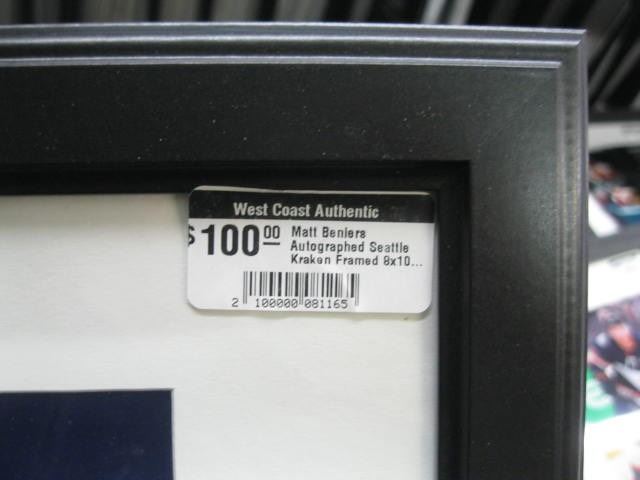 West Coast Authentic
$100.00 Matt Beniers
Autographed Seattle
Kraken Framed 8x10...
2 100000 081165